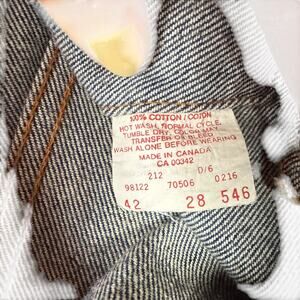 100% COTTON / COTON
HOT WASH, NORMAL CYCLE,
TUMBLE DRY, COLOR MAY
TRANSFER OR BLEED
WASH ALONE BEFORE WEARING
MADE IN CANADA
CA 00342
212 D/6
98122 70506 0216
42 28 546